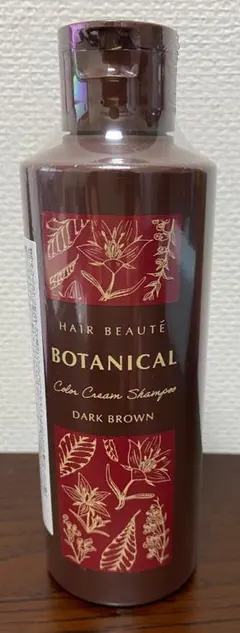 HAIR BEAUTÉ
BOTANICAL
Color Cream Shampoo
DARK BROWN